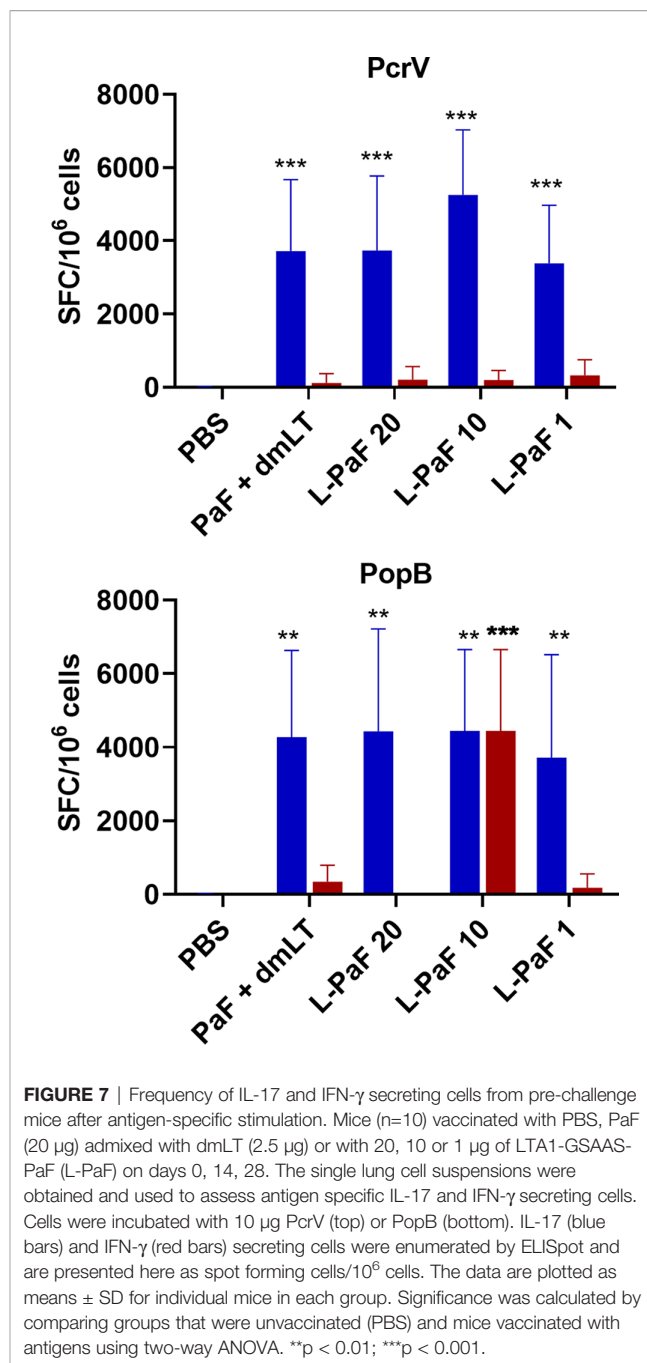 PcrV
8000
6000
4000
2000
0
SFC/10⁶ cells
***
***
***
***
PBS
PaF + dmLT
L-PaF 20
L-PaF 10
L-PaF 1
PopB
8000
6000
4000
2000
0
SFC/10⁶ cells
**
**
**
***
**
PBS
PaF + dmLT
L-PaF 20
L-PaF 10
L-PaF 1
FIGURE 7 | Frequency of IL-17 and IFN-γ secreting cells from pre-challenge
mice after antigen-specific stimulation. Mice (n=10) vaccinated with PBS, PaF
(20 µg) admixed with dmLT (2.5 µg) or with 20, 10 or 1 µg of LTA1-GSAAS-
PaF (L-PaF) on days 0, 14, 28. The single lung cell suspensions were
obtained and used to assess antigen specific IL-17 and IFN-γ secreting cells.
Cells were incubated with 10 µg PcrV (top) or PopB (bottom). IL-17 (blue
bars) and IFN-γ (red bars) secreting cells were enumerated by ELISpot and
are presented here as spot forming cells/10⁶ cells. The data are plotted as
means ± SD for individual mice in each group. Significance was calculated by
comparing groups that were unvaccinated (PBS) and mice vaccinated with
antigens using two-way ANOVA. **p < 0.01; ***p < 0.001.